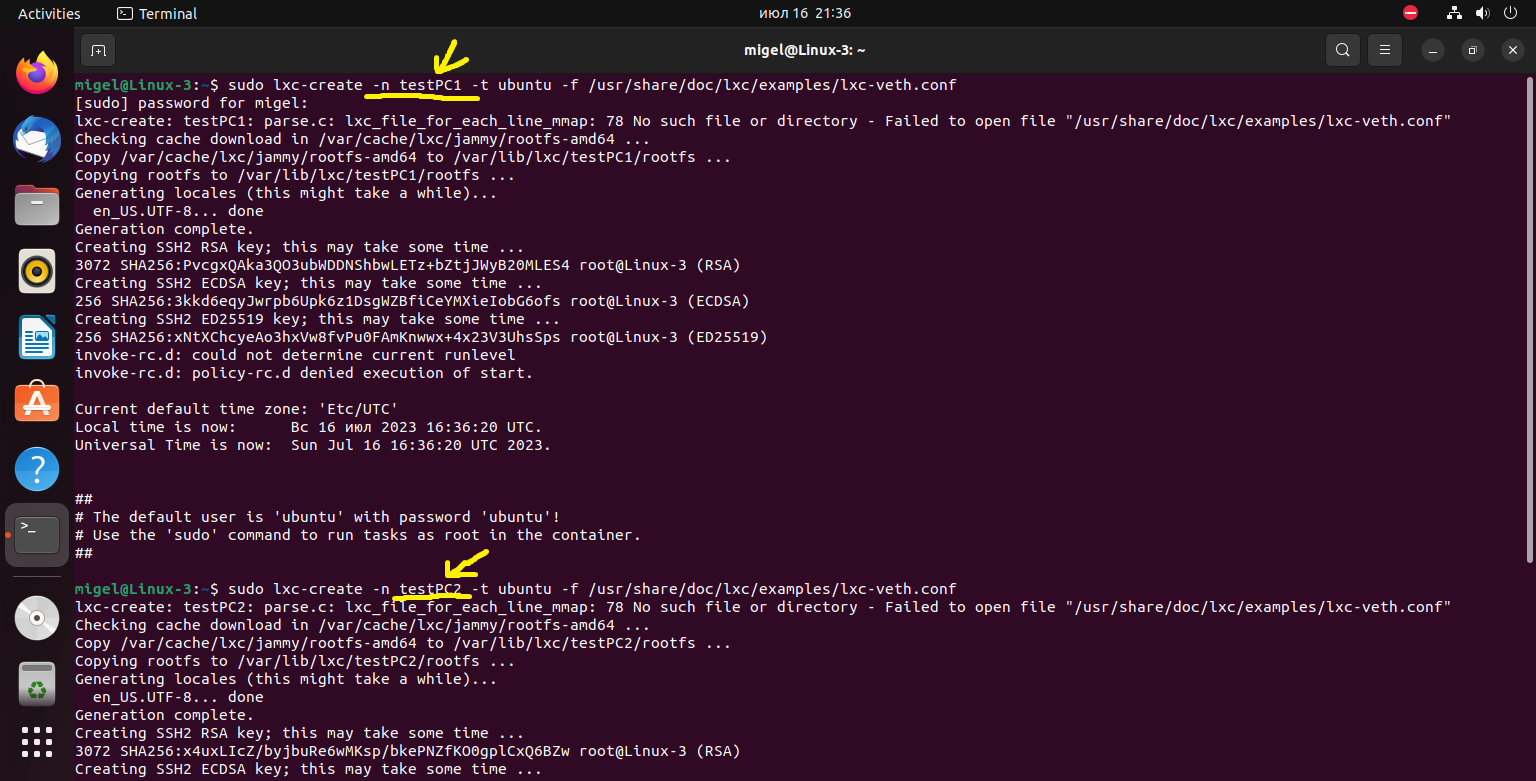 Activities Terminal июл 16 21:36
migel@Linux-3: ~
migel@Linux-3:~$ sudo lxc-create -n testPC1 -t ubuntu -f /usr/share/doc/lxc/examples/lxc-veth.conf
[sudo] password for migel:
lxc-create: testPC1: parse.c: lxc_file_for_each_line_mmap: 78 No such file or directory - Failed to open file "/usr/share/doc/lxc/examples/lxc-veth.conf"
Checking cache download in /var/cache/lxc/jammy/rootfs-amd64 ...
Copy /var/cache/lxc/jammy/rootfs-amd64 to /var/lib/lxc/testPC1/rootfs ...
Copying rootfs to /var/lib/lxc/testPC1/rootfs ...
Generating locales (this might take a while)...
en_US.UTF-8... done
Generation complete.
Creating SSH2 RSA key; this may take some time ...
3072 SHA256:PvcgxQAka3QO3ubWDDNShbwLETz+bZtjJWyB20MLES4 root@Linux-3 (RSA)
Creating SSH2 ECDSA key; this may take some time ...
256 SHA256:3kkd6eqyJwrpb6Upk6z1DsgWZBfiCeYMXieIobG6ofs root@Linux-3 (ECDSA)
Creating SSH2 ED25519 key; this may take some time ...
256 SHA256:xNtXChcyeAo3hxVw8fvPu0FAmKnwwx+4x23V3UhsSps root@Linux-3 (ED25519)
invoke-rc.d: could not determine current runlevel
invoke-rc.d: policy-rc.d denied execution of start.
Current default time zone: 'Etc/UTC'
Local time is now: Вс 16 июл 2023 16:36:20 UTC.
Universal Time is now: Sun Jul 16 16:36:20 UTC 2023.
##
# The default user is 'ubuntu' with password 'ubuntu'!
# Use the 'sudo' command to run tasks as root in the container.
##
migel@Linux-3:~$ sudo lxc-create -n testPC2 -t ubuntu -f /usr/share/doc/lxc/examples/lxc-veth.conf
lxc-create: testPC2: parse.c: lxc_file_for_each_line_mmap: 78 No such file or directory - Failed to open file "/usr/share/doc/lxc/examples/lxc-veth.conf"
Checking cache download in /var/cache/lxc/jammy/rootfs-amd64 ...
Copy /var/cache/lxc/jammy/rootfs-amd64 to /var/lib/lxc/testPC2/rootfs ...
Copying rootfs to /var/lib/lxc/testPC2/rootfs ...
Generating locales (this might take a while)...
en_US.UTF-8... done
Generation complete.
Creating SSH2 RSA key; this may take some time ...
3072 SHA256:x4uxLIcZ/byjbuRe6wMKsp/bkePNZfKO0gplCxQ6BZw root@Linux-3 (RSA)
Creating SSH2 ECDSA key; this may take some time ...